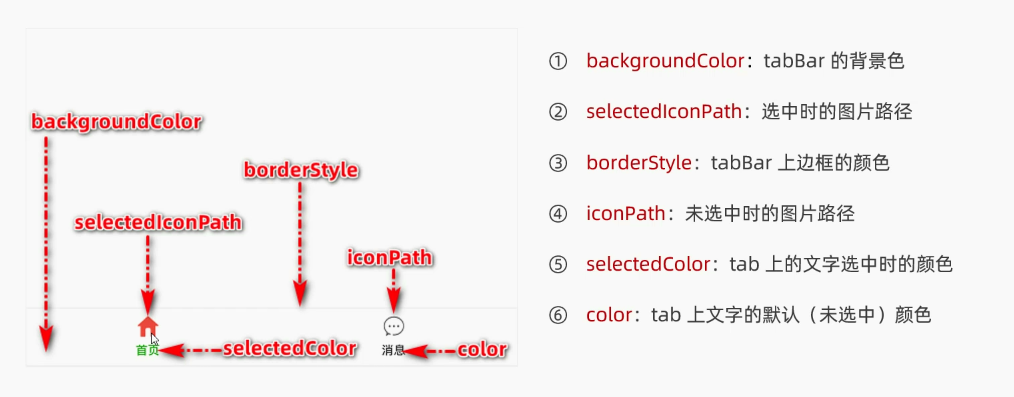 backgroundColor
borderStyle
selectedIconPath
iconPath
首页
selectedColor
消息
color
① backgroundColor：tabBar 的背景色
② selectedIconPath：选中时的图片路径
③ borderStyle：tabBar 上边框的颜色
④ iconPath：未选中时的图片路径
⑤ selectedColor：tab 上的文字选中时的颜色
⑥ color：tab 上文字的默认（未选中）颜色